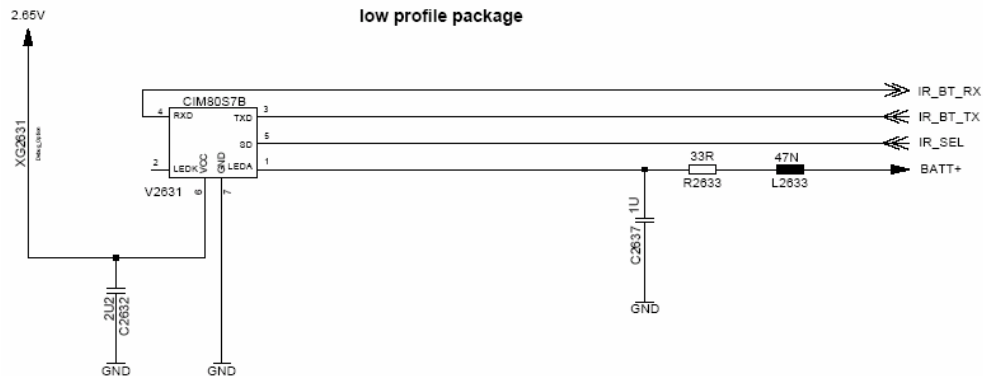 low profile package
2.65V
CIM80S7B
4
RXD
TXD
3
IR_BT_RX
IR_BT_TX
SD
5
IR_SEL
2
LEDK
VCC
GND
LEDA
1
33R
R2633
47N
L2633
BATT+
V2631
6
7
XG2631
1U
C2637
GND
2U2
C2632
GND
GND